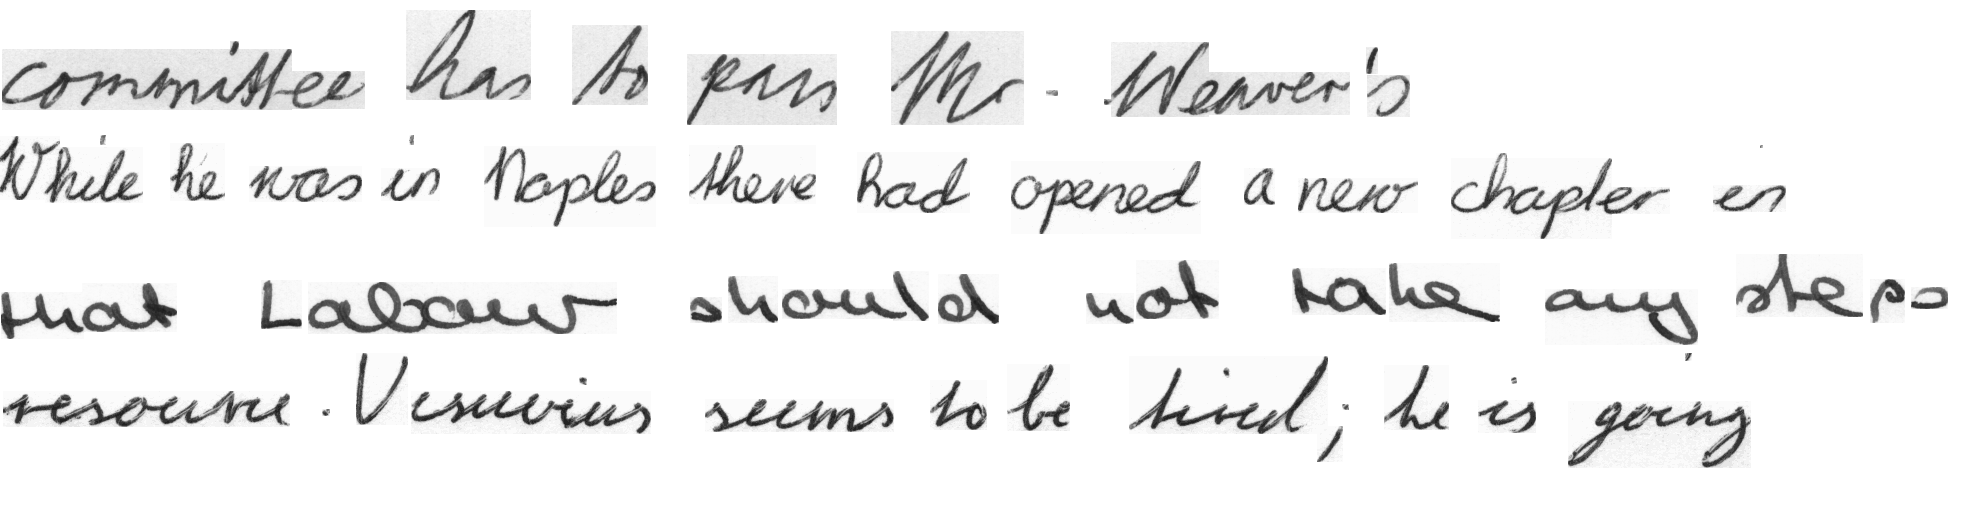 committee has to pass Mr. Weaver's
While he was in Naples there had opened a new chapter in
that Labour should not take any steps
resource. Vesuvius seems to be tired; he is going